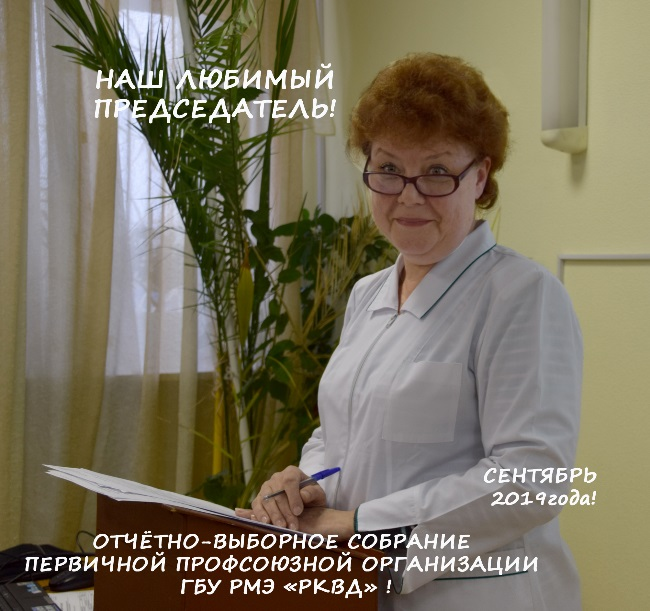 НАШ ЛЮБИМЫЙ
ПРЕДСЕДАТЕЛЬ!
СЕНТЯБРЬ
2019года!
ОТЧЁТНО-ВЫБОРНОЕ СОБРАНИЕ
ПЕРВИЧНОЙ ПРОФСОЮЗНОЙ ОРГАНИЗАЦИИ
ГБУ РМЭ «РКВД» !